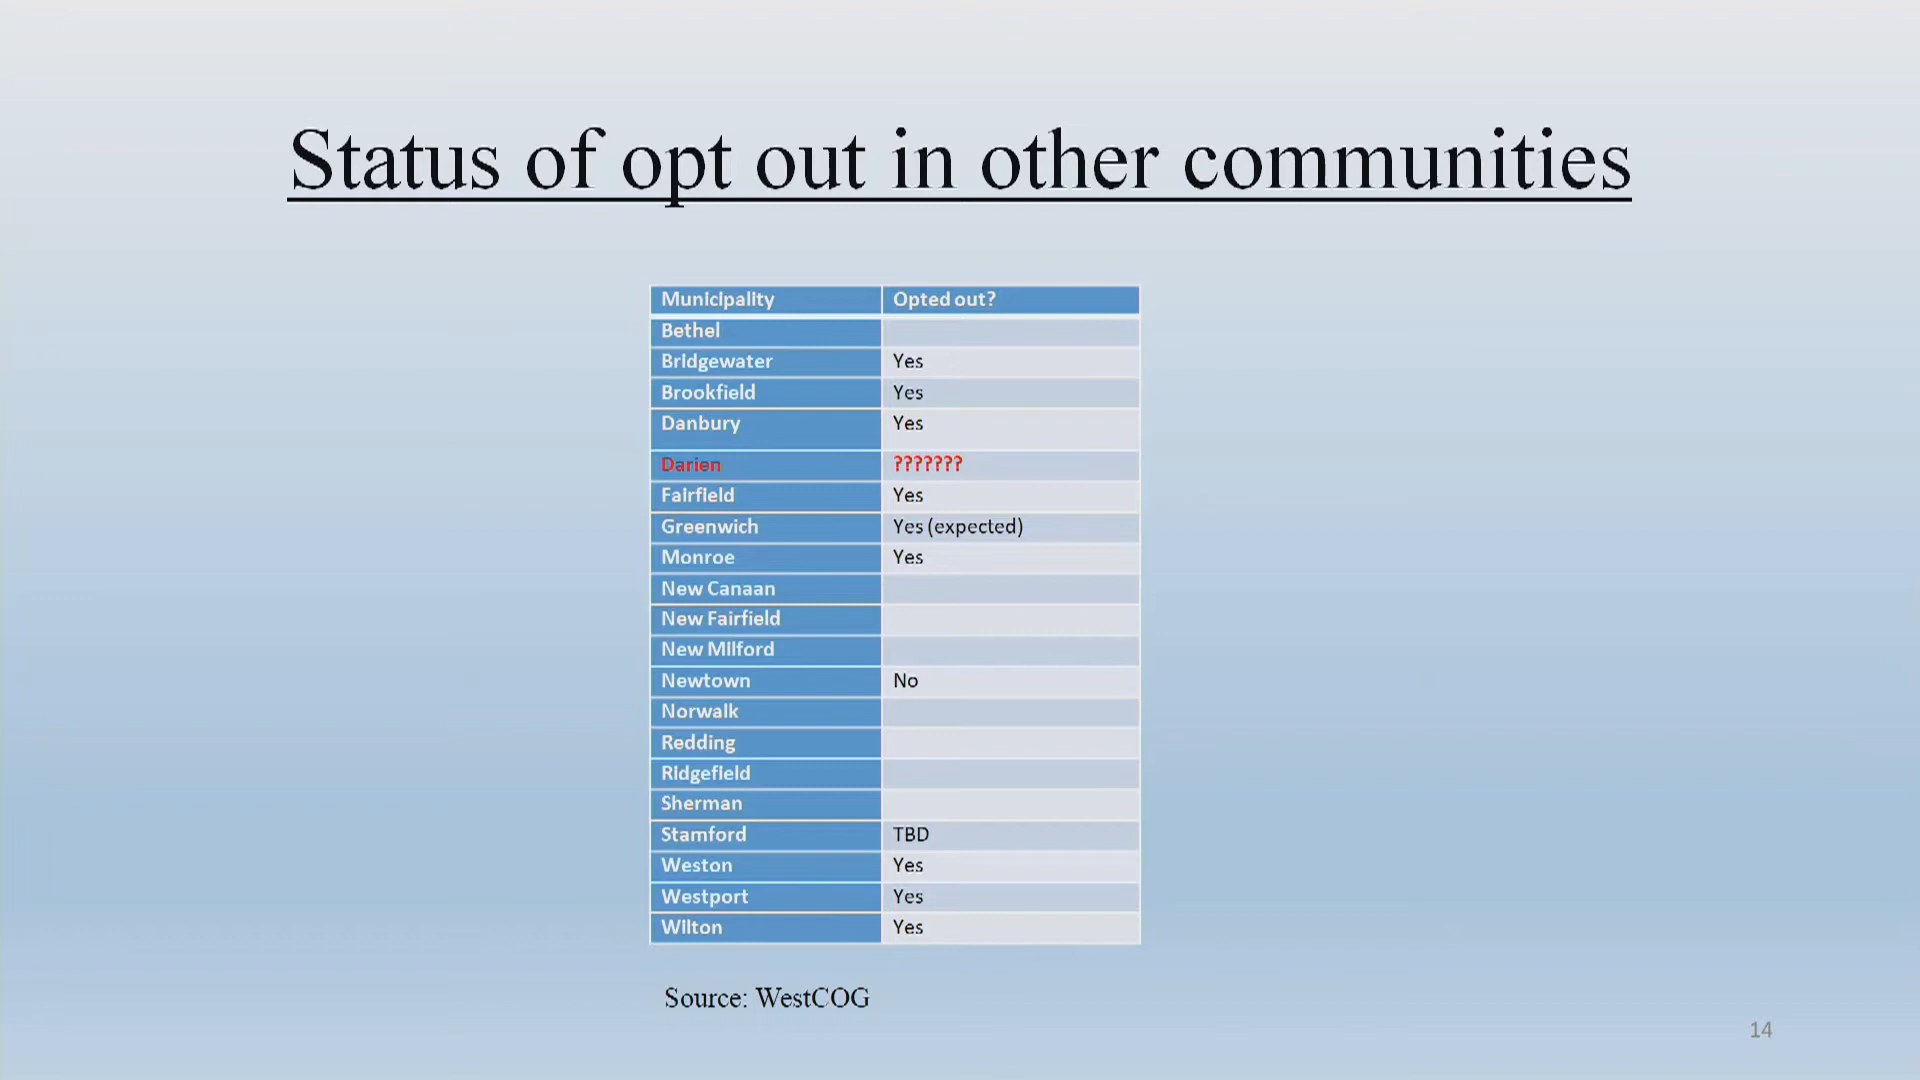 Status of opt out in other communities
Municipality Opted out?
Bethel
Bridgewater Yes
Brookfield Yes
Danbury Yes
Darien ???????
Fairfield Yes
Greenwich Yes (expected)
Monroe Yes
New Canaan
New Fairfield
New Milford
Newtown No
Norwalk
Redding
Ridgefield
Sherman
Stamford TBD
Weston Yes
Westport Yes
Wilton Yes
Source: WestCOG
14